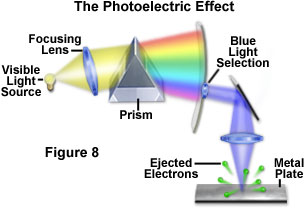 The Photoelectric Effect
Focusing
Lens
Visible
Light
Source
Prism
Blue
Light
Selection
Figure 8
Ejected
Electrons
Metal
Plate